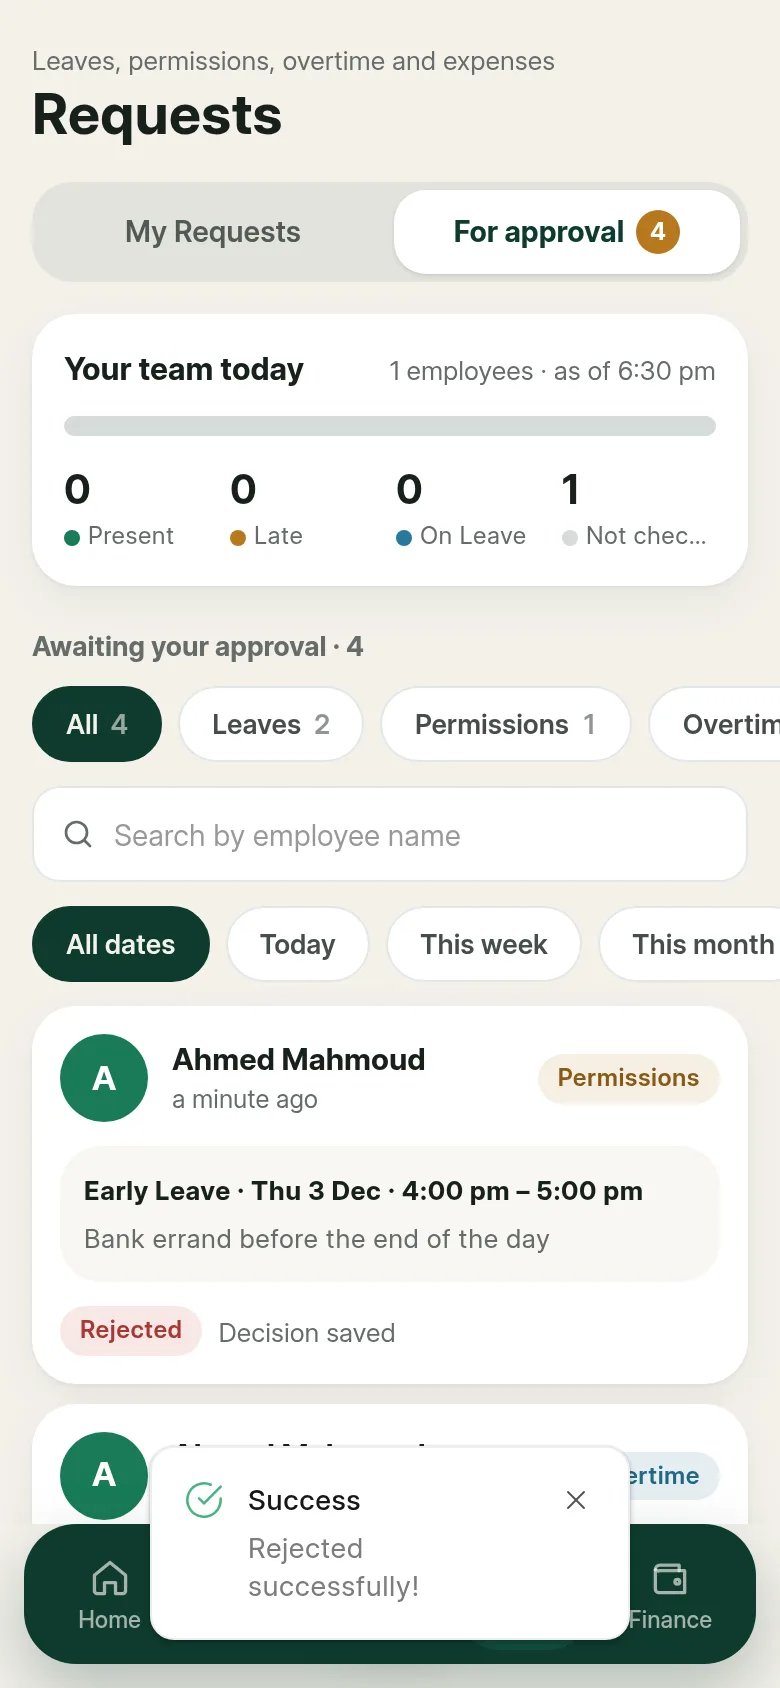 Leaves, permissions, overtime and expenses
Requests
My Requests
For approval 4
Your team today
1 employees · as of 6:30 pm
0 0 0 1
Present Late On Leave Not chec...
Awaiting your approval · 4
All 4 Leaves 2 Permissions 1 Overtim
Search by employee name
All dates Today This week This month
A
Ahmed Mahmoud
a minute ago
Permissions
Early Leave · Thu 3 Dec · 4:00 pm – 5:00 pm
Bank errand before the end of the day
Rejected Decision saved
A
ertime
Success
Rejected
successfully!
Home
Finance